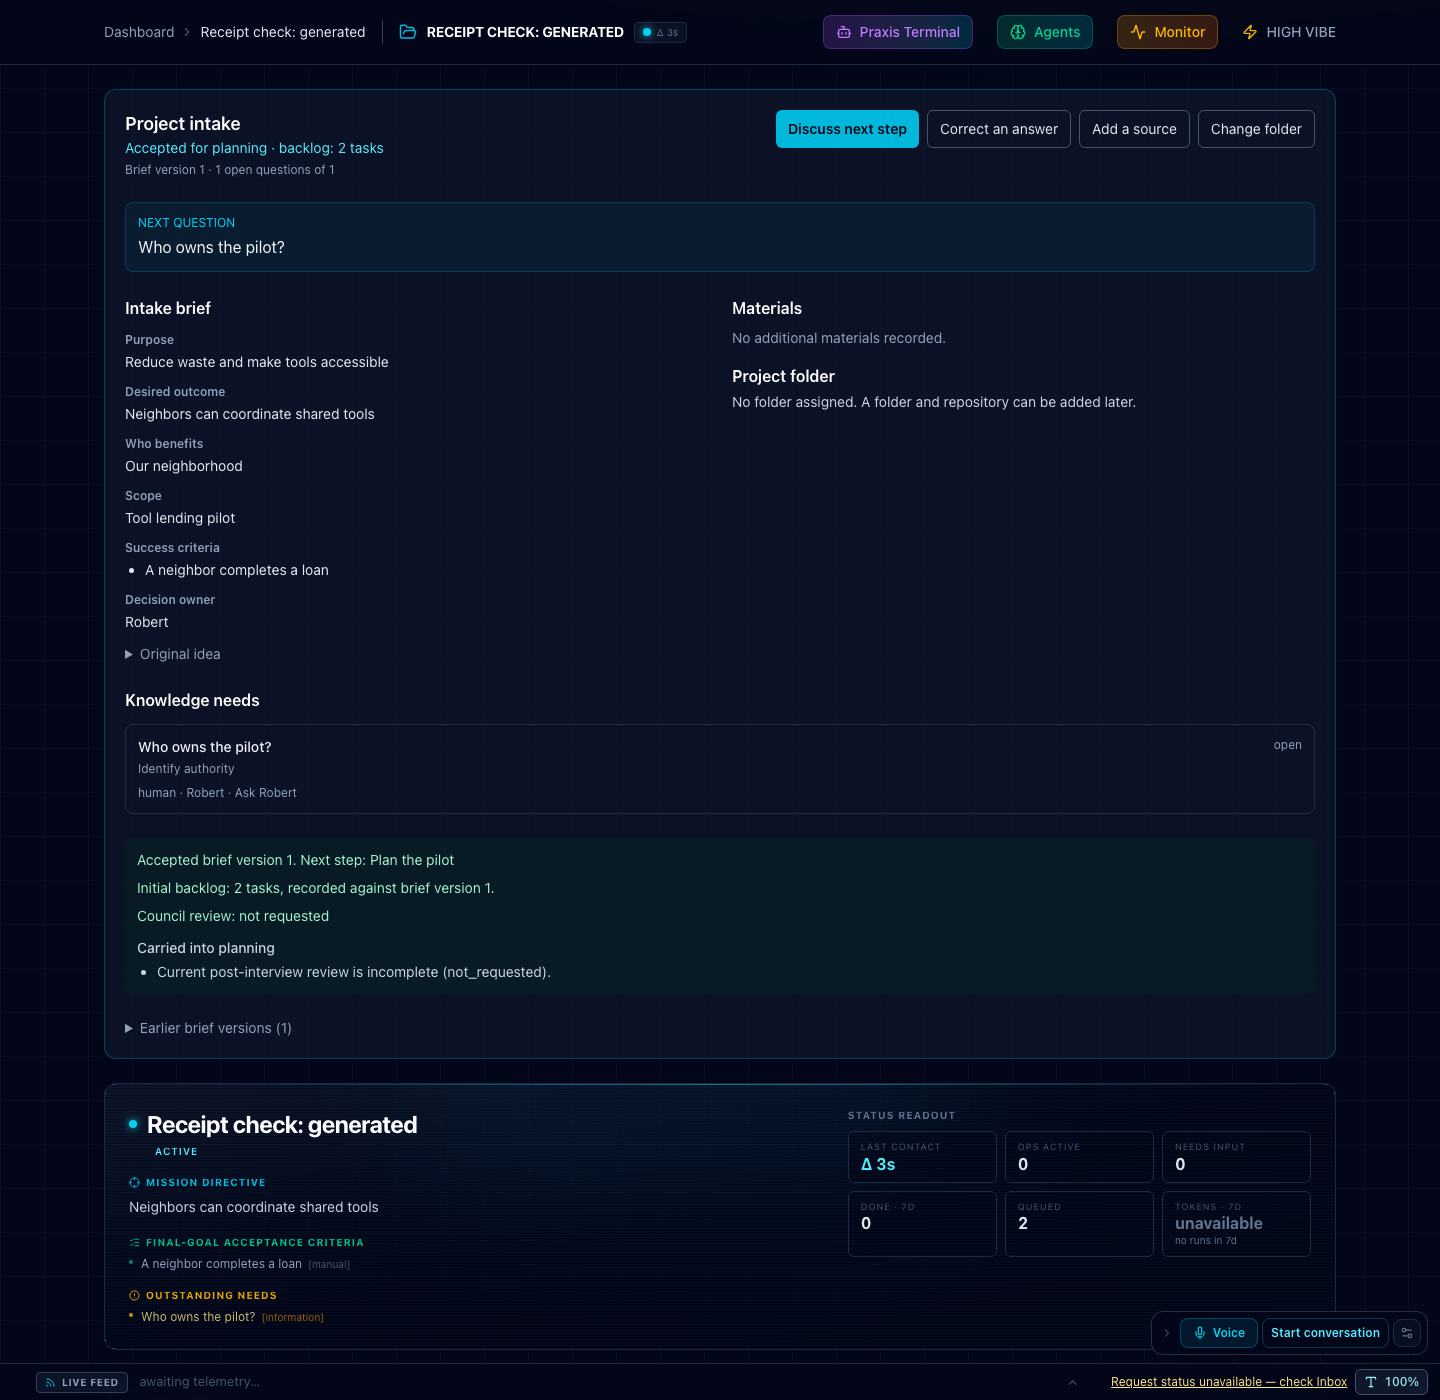 Dashboard > Receipt check: generated
RECEIPT CHECK: GENERATED
Δ 3s
Praxis Terminal
Agents
Monitor
HIGH VIBE
Project intake
Accepted for planning · backlog: 2 tasks
Brief version 1 · 1 open questions of 1
Discuss next step
Correct an answer
Add a source
Change folder
NEXT QUESTION
Who owns the pilot?
Intake brief
Purpose
Reduce waste and make tools accessible
Desired outcome
Neighbors can coordinate shared tools
Who benefits
Our neighborhood
Scope
Tool lending pilot
Success criteria
• A neighbor completes a loan
Decision owner
Robert
Original idea
Materials
No additional materials recorded.
Project folder
No folder assigned. A folder and repository can be added later.
Knowledge needs
Who owns the pilot?
open
Identify authority
human · Robert · Ask Robert
Accepted brief version 1. Next step: Plan the pilot
Initial backlog: 2 tasks, recorded against brief version 1.
Council review: not requested
Carried into planning
• Current post-interview review is incomplete (not_requested).
Earlier brief versions (1)
Receipt check: generated
ACTIVE
MISSION DIRECTIVE
Neighbors can coordinate shared tools
FINAL-GOAL ACCEPTANCE CRITERIA
A neighbor completes a loan [manual]
OUTSTANDING NEEDS
Who owns the pilot? [information]
STATUS READOUT
LAST CONTACT
Δ 3s
OPS ACTIVE
0
NEEDS INPUT
0
DONE · 7D
0
QUEUED
2
TOKENS · 7D
unavailable
no runs in 7d
Voice
Start conversation
LIVE FEED
awaiting telemetry...
Request status unavailable — check Inbox
100%